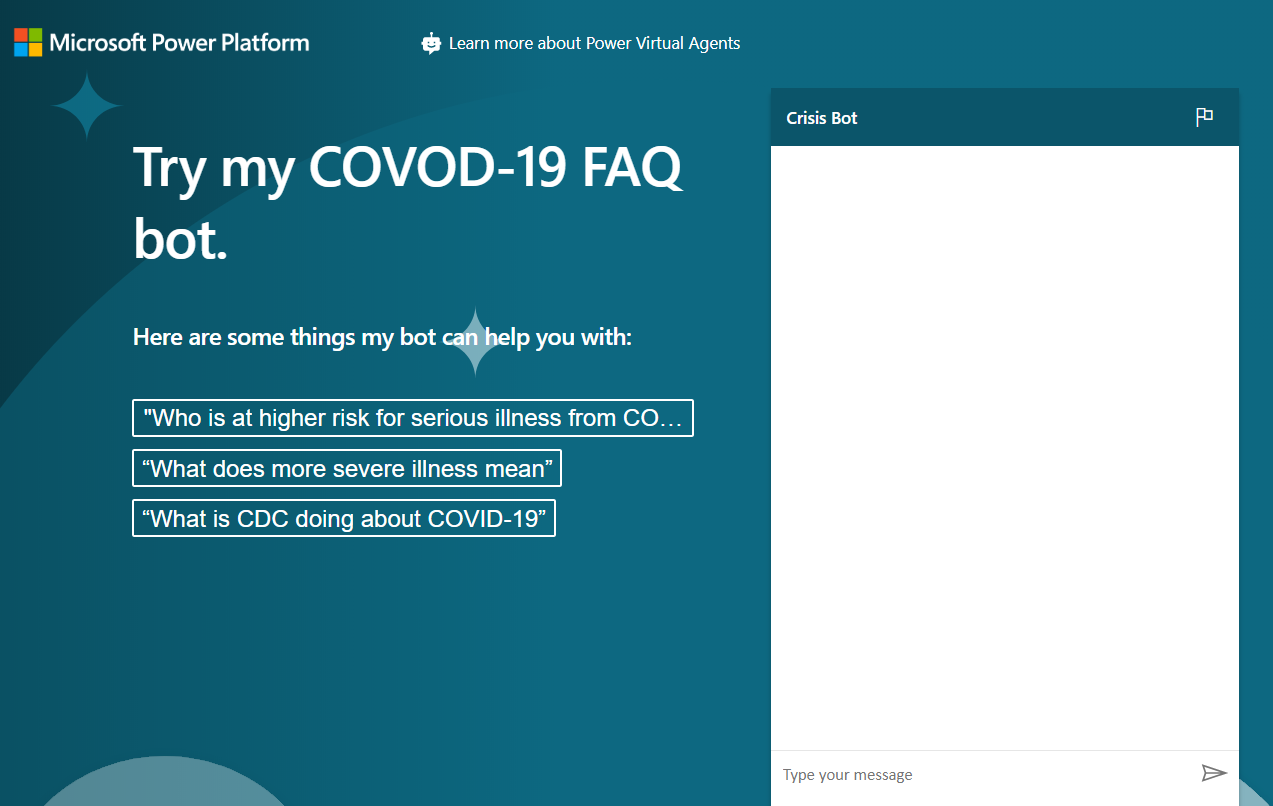 Microsoft Power Platform
Learn more about Power Virtual Agents
Try my COVOD-19 FAQ
bot.
Here are some things my bot can help you with:
"Who is at higher risk for serious illness from CO…
“What does more severe illness mean”
“What is CDC doing about COVID-19”
Crisis Bot
Type your message